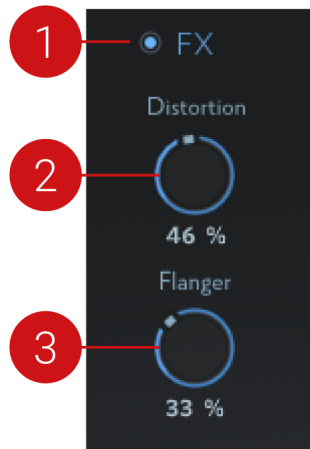 1
FX
Distortion
2
46 %
Flanger
3
33 %